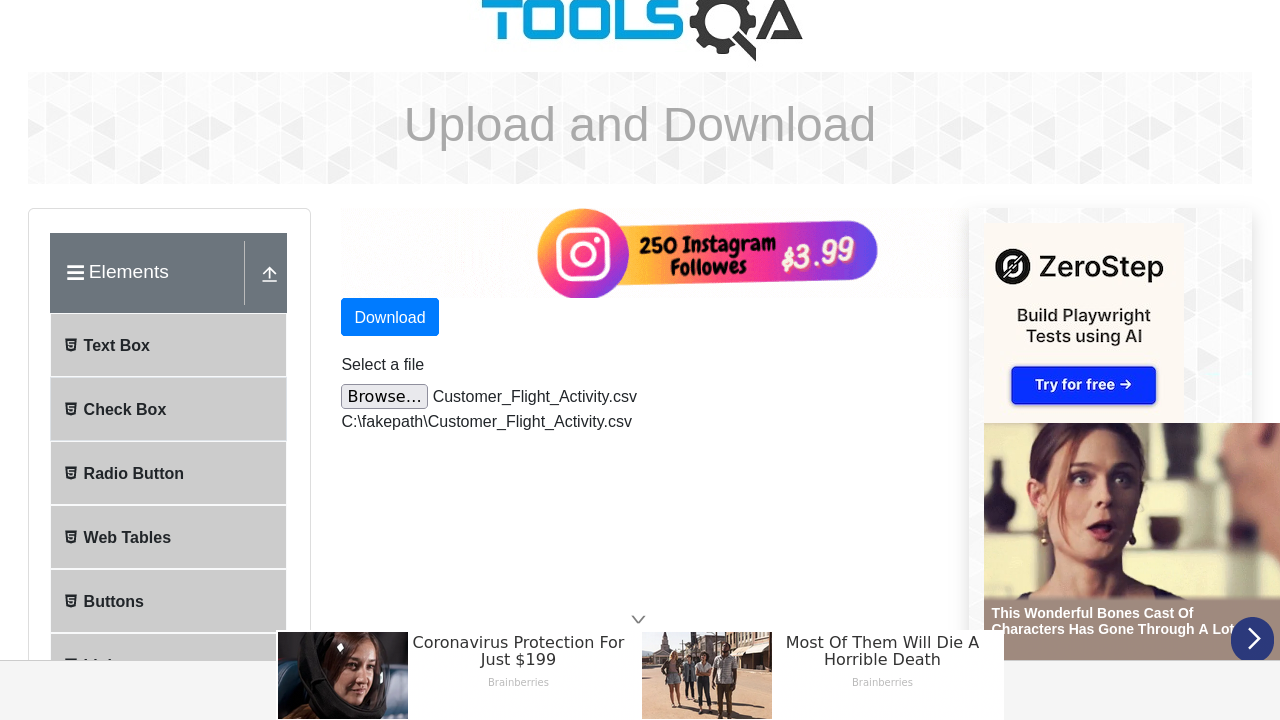 TOOLSQA
Upload and Download
Elements
Text Box
Check Box
Radio Button
Web Tables
Buttons
250 Instagram
Followes
$3.99
Download
Select a file
Browse...
Customer_Flight_Activity.csv
C:\fakepath\Customer_Flight_Activity.csv
ZeroStep
Build Playwright
Tests using AI
Try for free →
This Wonderful Bones Cast Of
Characters Has Gone Through A Lot
Coronavirus Protection For
Just $199
Brainberries
Most Of Them Will Die A
Horrible Death
Brainberries